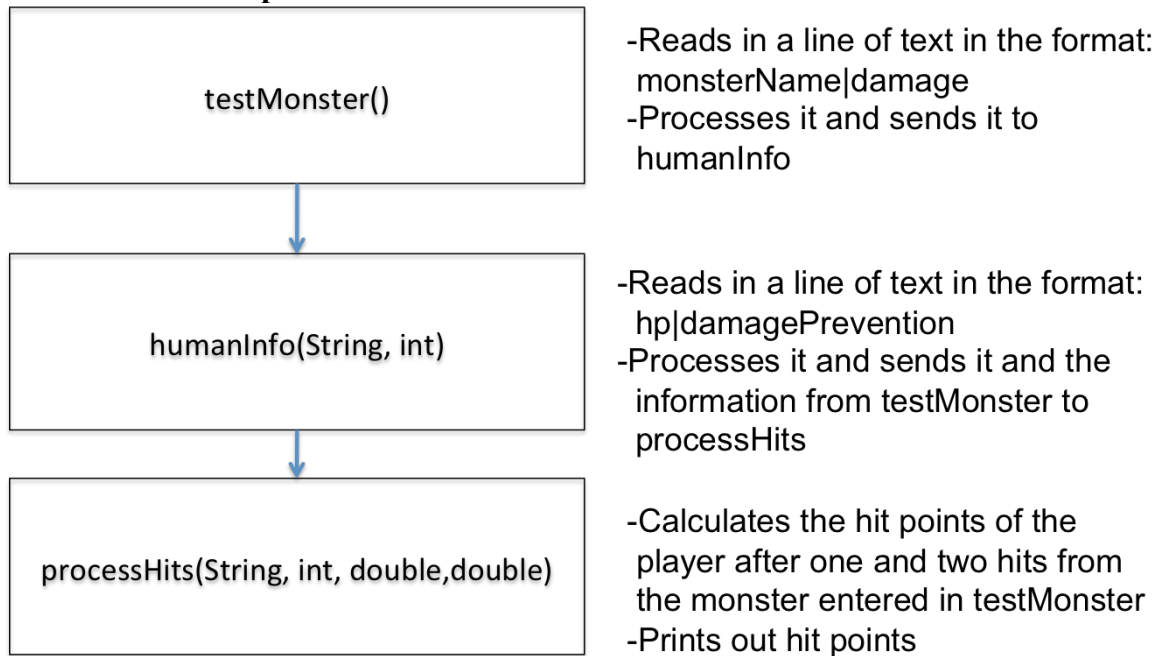 testMonster()
-Reads in a line of text in the format:
monsterName|damage
-Processes it and sends it to
humanInfo
humanInfo(String, int)
-Reads in a line of text in the format:
hp|damagePrevention
-Processes it and sends it and the
information from testMonster to
processHits
processHits(String, int, double,double)
-Calculates the hit points of the
player after one and two hits from
the monster entered in testMonster
-Prints out hit points